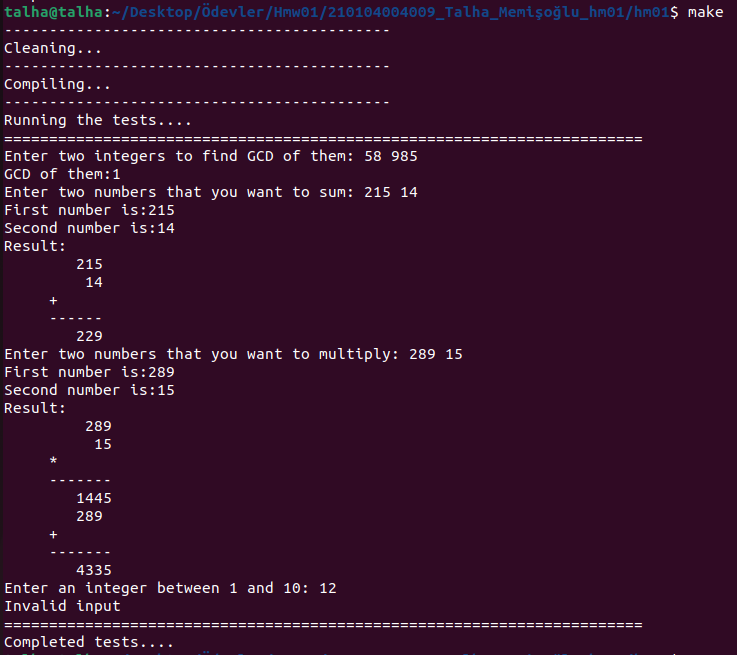 talha@talha:~/Desktop/Ödevler/Hmw01/210104004009_Talha_Memişoğlu_hm01/hm01$ make
-------------------------------------------
Cleaning...
-------------------------------------------
Compiling...
-------------------------------------------
Running the tests....
=======================================================================
Enter two integers to find GCD of them: 58 985
GCD of them:1
Enter two numbers that you want to sum: 215 14
First number is:215
Second number is:14
Result:
        215
         14
     +
     ------
        229
Enter two numbers that you want to multiply: 289 15
First number is:289
Second number is:15
Result:
         289
          15
     *
     -------
        1445
        289
     +
     -------
        4335
Enter an integer between 1 and 10: 12
Invalid input
=======================================================================
Completed tests....